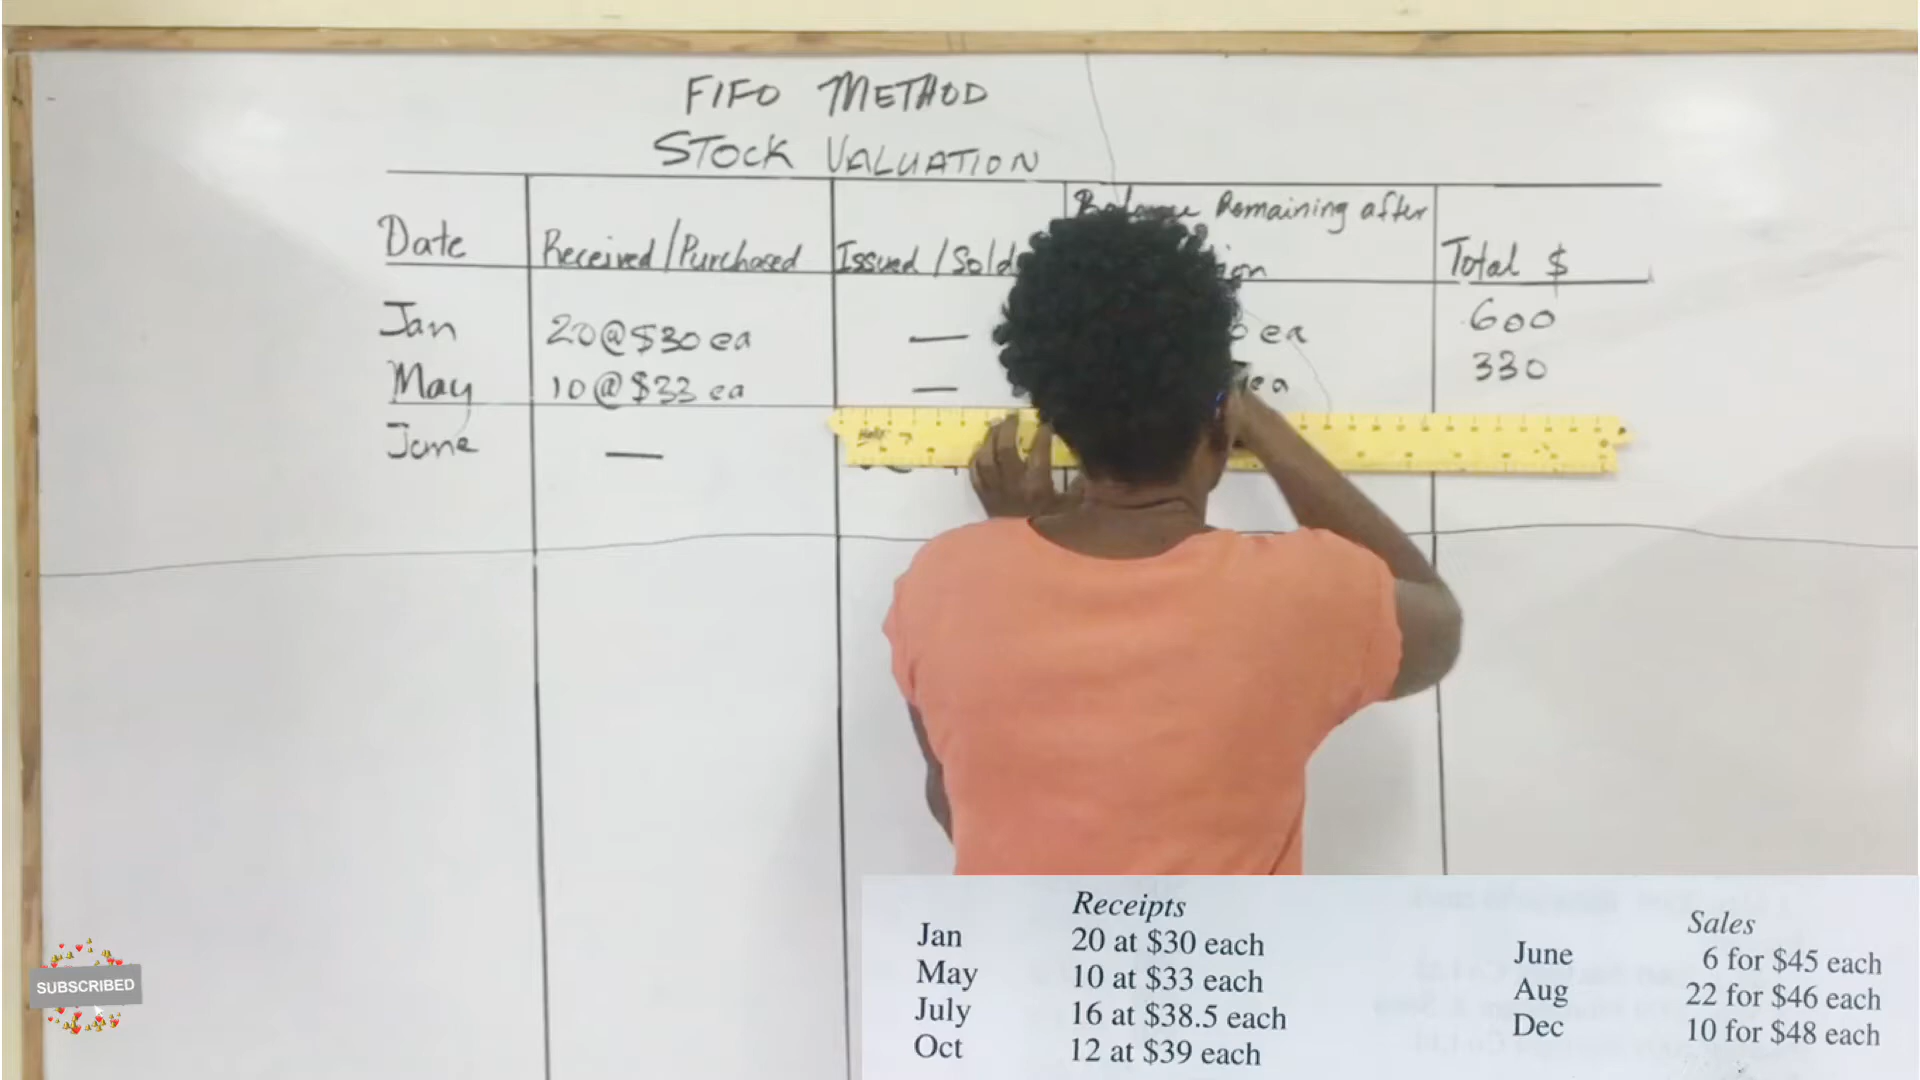 FIFO METHOD
STOCK VALUATION
Date
Received/Purchased
Issued/Sold
Remaining after
Total $
Jan
20@$30 ea
—
ea
600
May
10@$33 ea
—
ea
330
June
—
Receipts
Jan 20 at $30 each
May 10 at $33 each
July 16 at $38.5 each
Oct 12 at $39 each
Sales
June 6 for $45 each
Aug 22 for $46 each
Dec 10 for $48 each
SUBSCRIBED